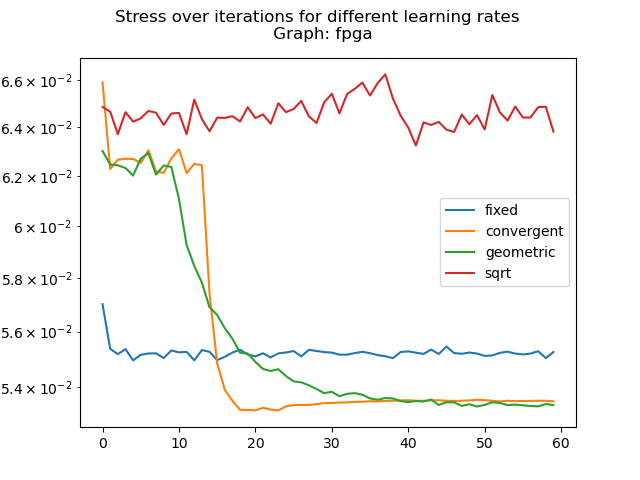 Stress over iterations for different learning rates
Graph: fpga
6.6 × 10⁻²
6.4 × 10⁻²
6.2 × 10⁻²
6 × 10⁻²
5.8 × 10⁻²
5.6 × 10⁻²
5.4 × 10⁻²
fixed
convergent
geometric
sqrt
0 10 20 30 40 50 60